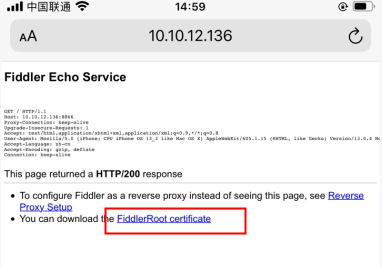 中国联通
14:59
AA
10.10.12.136
Fiddler Echo Service
GET / HTTP/1.1
Host: 10.10.12.136:8866
Proxy-Connection: keep-alive
Upgrade-Insecure-Requests: 1
Accept: text/html,application/xhtml+xml,application/xml;q=0.9,*/*;q=0.8
User-Agent: Mozilla/5.0 (iPhone; CPU iPhone OS 13_3 like Mac OS X) AppleWebKit/605.1.15 (KHTML, like Gecko) Version/13.0.4 Mo
Accept-Language: zh-cn
Accept-Encoding: gzip, deflate
Connection: keep-alive
This page returned a HTTP/200 response
• To configure Fiddler as a reverse proxy instead of seeing this page, see Reverse
Proxy Setup
• You can download the FiddlerRoot certificate